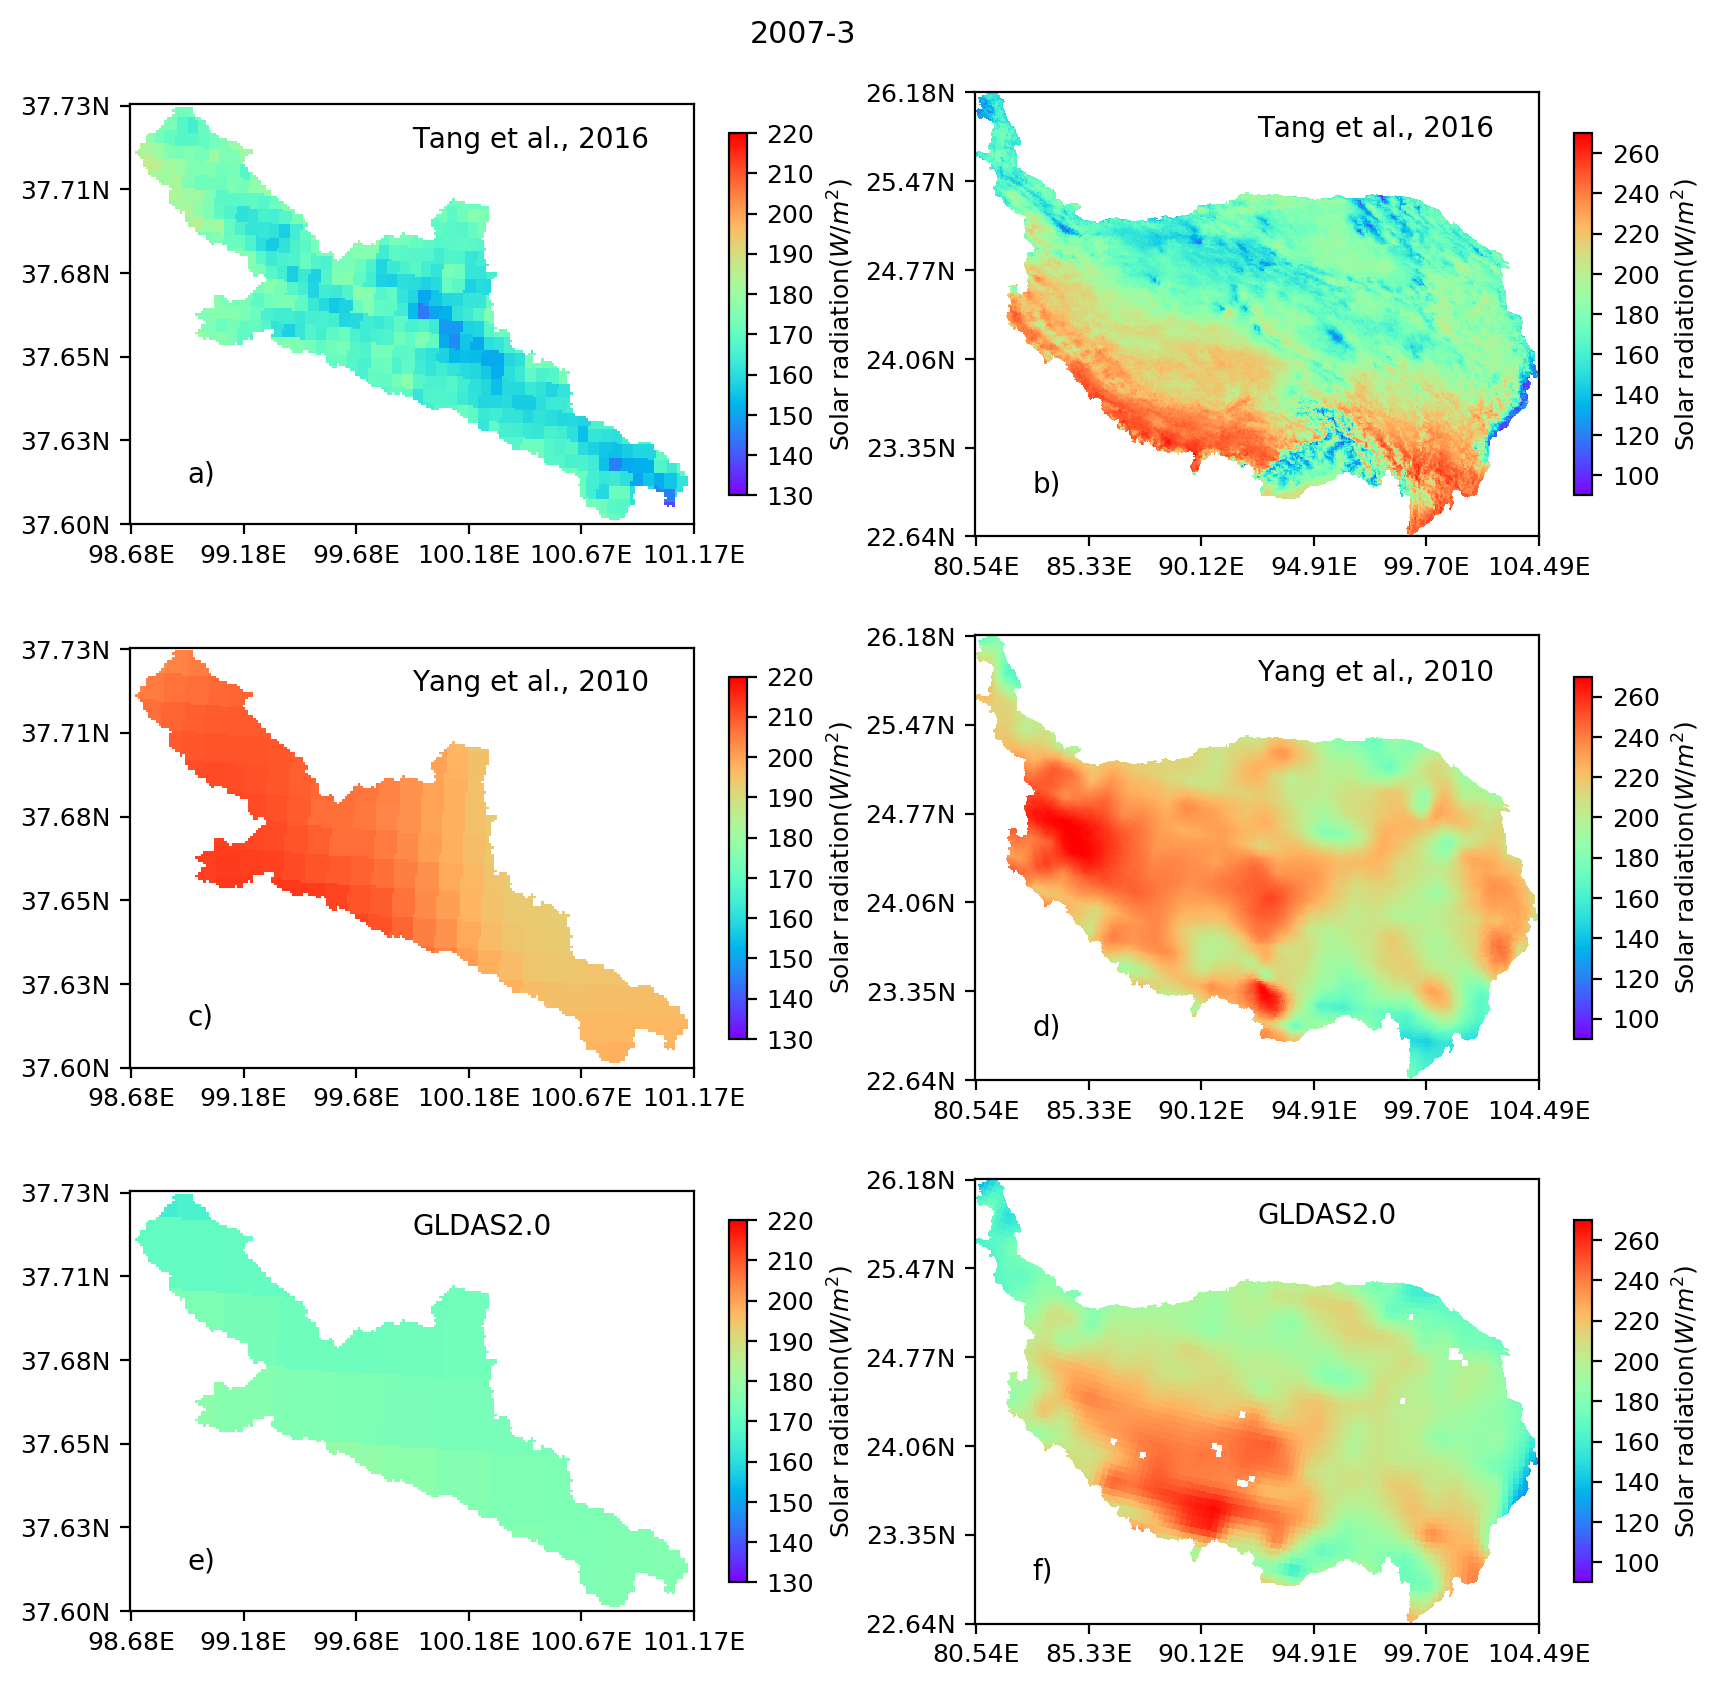 2007-3
37.73N
37.71N
37.68N
37.65N
37.63N
37.60N
98.68E 99.18E 99.68E 100.18E 100.67E 101.17E
Tang et al., 2016
a)
220
210
200
190
180
170
160
150
140
130
Solar radiation(W/m²)
26.18N
25.47N
24.77N
24.06N
23.35N
22.64N
80.54E 85.33E 90.12E 94.91E 99.70E 104.49E
Tang et al., 2016
b)
260
240
220
200
180
160
140
120
100
Solar radiation(W/m²)
37.73N
37.71N
37.68N
37.65N
37.63N
37.60N
98.68E 99.18E 99.68E 100.18E 100.67E 101.17E
Yang et al., 2010
c)
220
210
200
190
180
170
160
150
140
130
Solar radiation(W/m²)
26.18N
25.47N
24.77N
24.06N
23.35N
22.64N
80.54E 85.33E 90.12E 94.91E 99.70E 104.49E
Yang et al., 2010
d)
260
240
220
200
180
160
140
120
100
Solar radiation(W/m²)
37.73N
37.71N
37.68N
37.65N
37.63N
37.60N
98.68E 99.18E 99.68E 100.18E 100.67E 101.17E
GLDAS2.0
e)
220
210
200
190
180
170
160
150
140
130
Solar radiation(W/m²)
26.18N
25.47N
24.77N
24.06N
23.35N
22.64N
80.54E 85.33E 90.12E 94.91E 99.70E 104.49E
GLDAS2.0
f)
260
240
220
200
180
160
140
120
100
Solar radiation(W/m²)